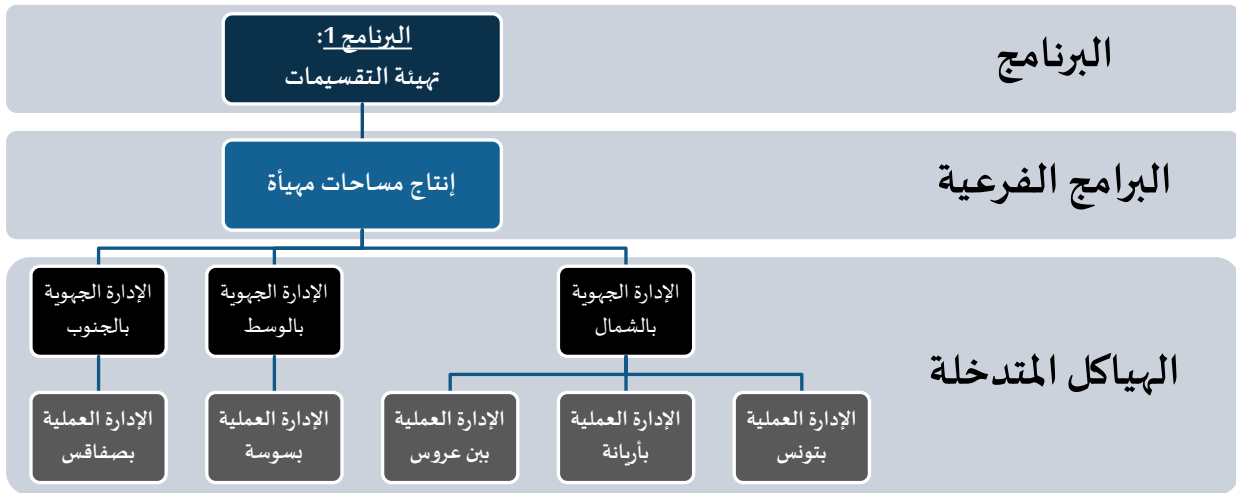 البرنامج
البرنامج 1:
تهيئة التقسيمات
البرامج الفرعية
إنتاج مساحات مهيأة
الهياكل المتدخلة
الإدارة الجهوية
بالشمال
الإدارة الجهوية
بالوسط
الإدارة الجهوية
بالجنوب
الإدارة العملية
بتونس
الإدارة العملية
بأريانة
الإدارة العملية
ببن عروس
الإدارة العملية
بسوسة
الإدارة العملية
بصفاقس